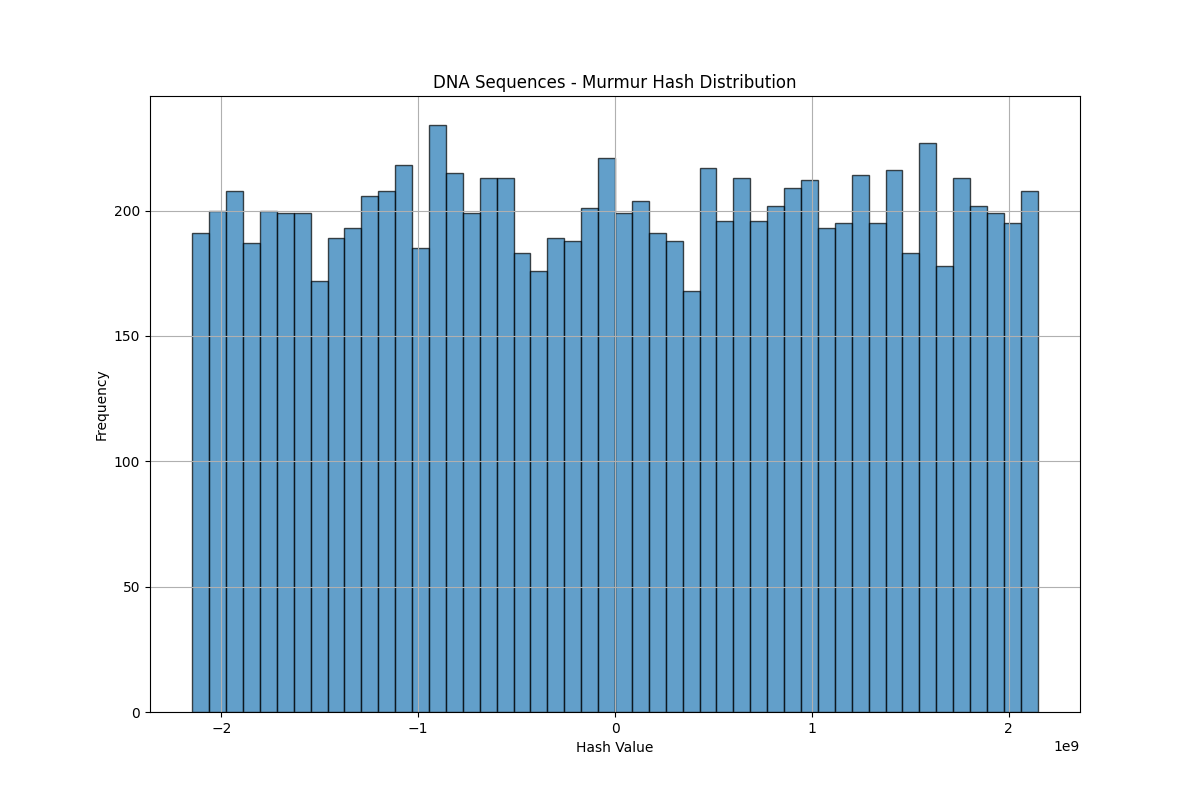 DNA Sequences - Murmur Hash Distribution
Frequency
200
150
100
50
0
−2
−1
0
1
2
1e9
Hash Value